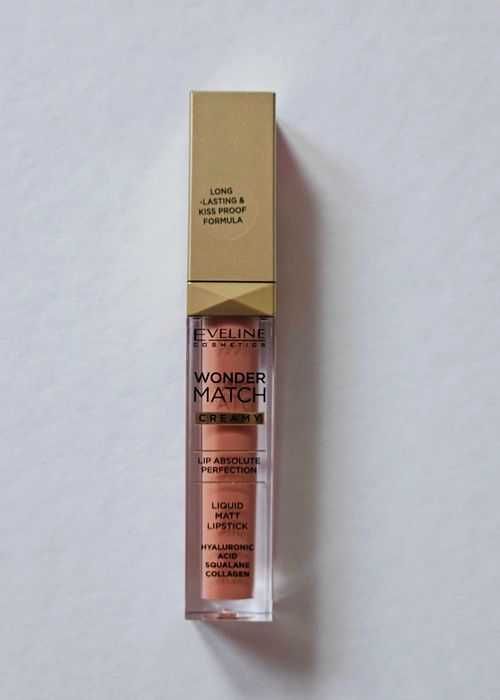 LONG
-LASTING &
KISS PROOF
FORMULA
EVELINE
COSMETICS
WONDER
MATCH
CREAMY
LIP ABSOLUTE
PERFECTION
LIQUID
MATT
LIPSTICK
HYALURONIC
ACID
SQUALANE
COLLAGEN